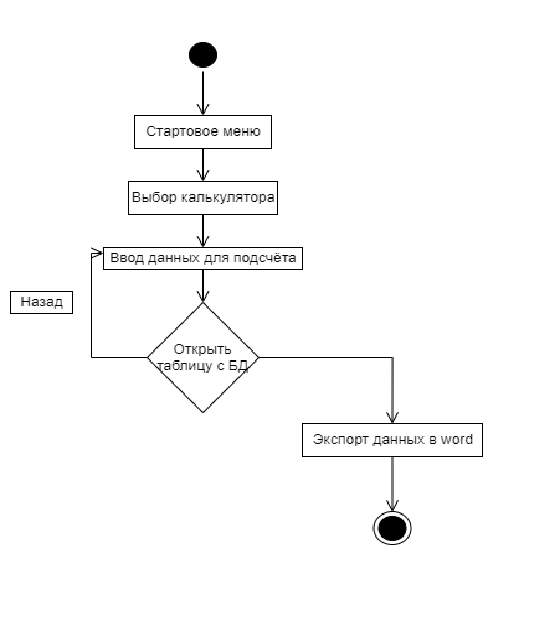 Стартовое меню
Выбор калькулятора
Ввод данных для подсчёта
Назад
Открыть
таблицу с БД
Экспорт данных в word